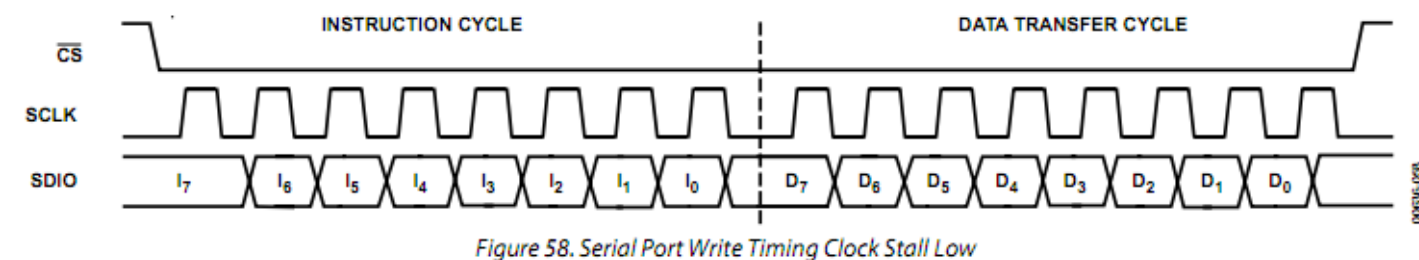 INSTRUCTION CYCLE DATA TRANSFER CYCLE
CS
SCLK
SDIO I7 I6 I5 I4 I3 I2 I1 I0 D7 D6 D5 D4 D3 D2 D1 D0
Figure 58. Serial Port Write Timing Clock Stall Low